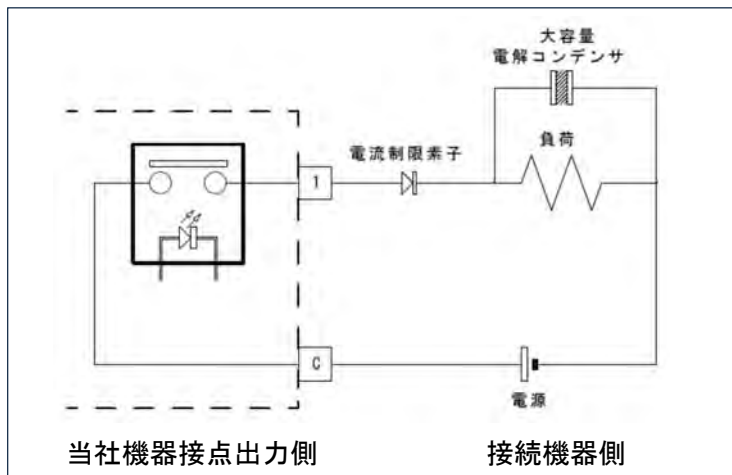 大容量
電解コンデンサ
電流制限素子
負荷
1
C
電源
当社機器接点出力側
接続機器側